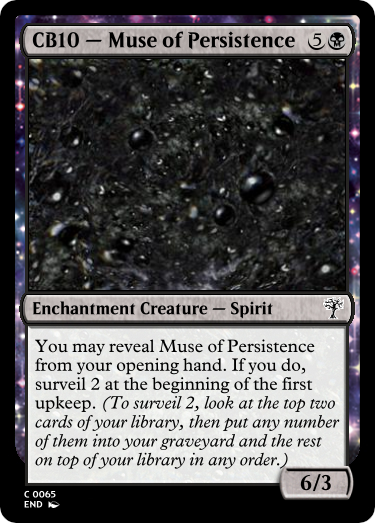 CB10 — Muse of Persistence 5
Enchantment Creature — Spirit
You may reveal Muse of Persistence
from your opening hand. If you do,
surveil 2 at the beginning of the first
upkeep. (To surveil 2, look at the top two
cards of your library, then put any number
of them into your graveyard and the rest
on top of your library in any order.)
6/3
C 0065
END